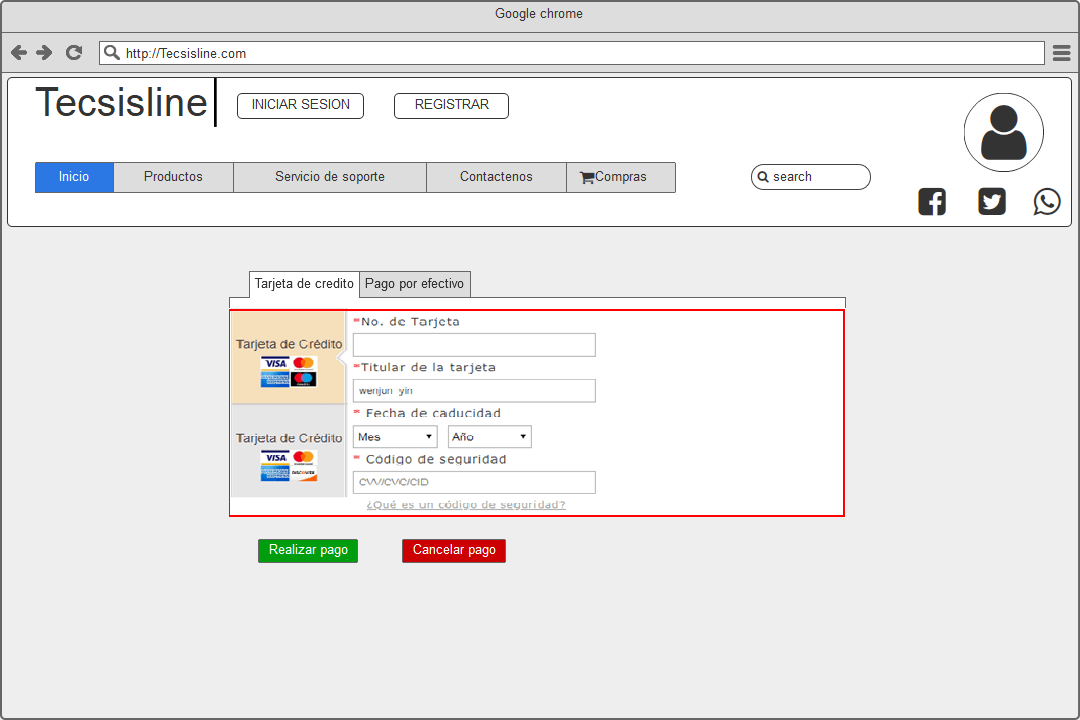 Google chrome
http://Tecsisline.com
Tecsisline
INICIAR SESION
REGISTRAR
Inicio
Productos
Servicio de soporte
Contactenos
Compras
search
Tarjeta de credito
Pago por efectivo
Tarjeta de Crédito
VISA
*No. de Tarjeta
*Titular de la tarjeta
wenjun yin
* Fecha de caducidad
Mes
Año
Tarjeta de Crédito
VISA
DISCOVER
* Código de seguridad
CVV/CVC/CID
¿Qué es un código de seguridad?
Realizar pago
Cancelar pago